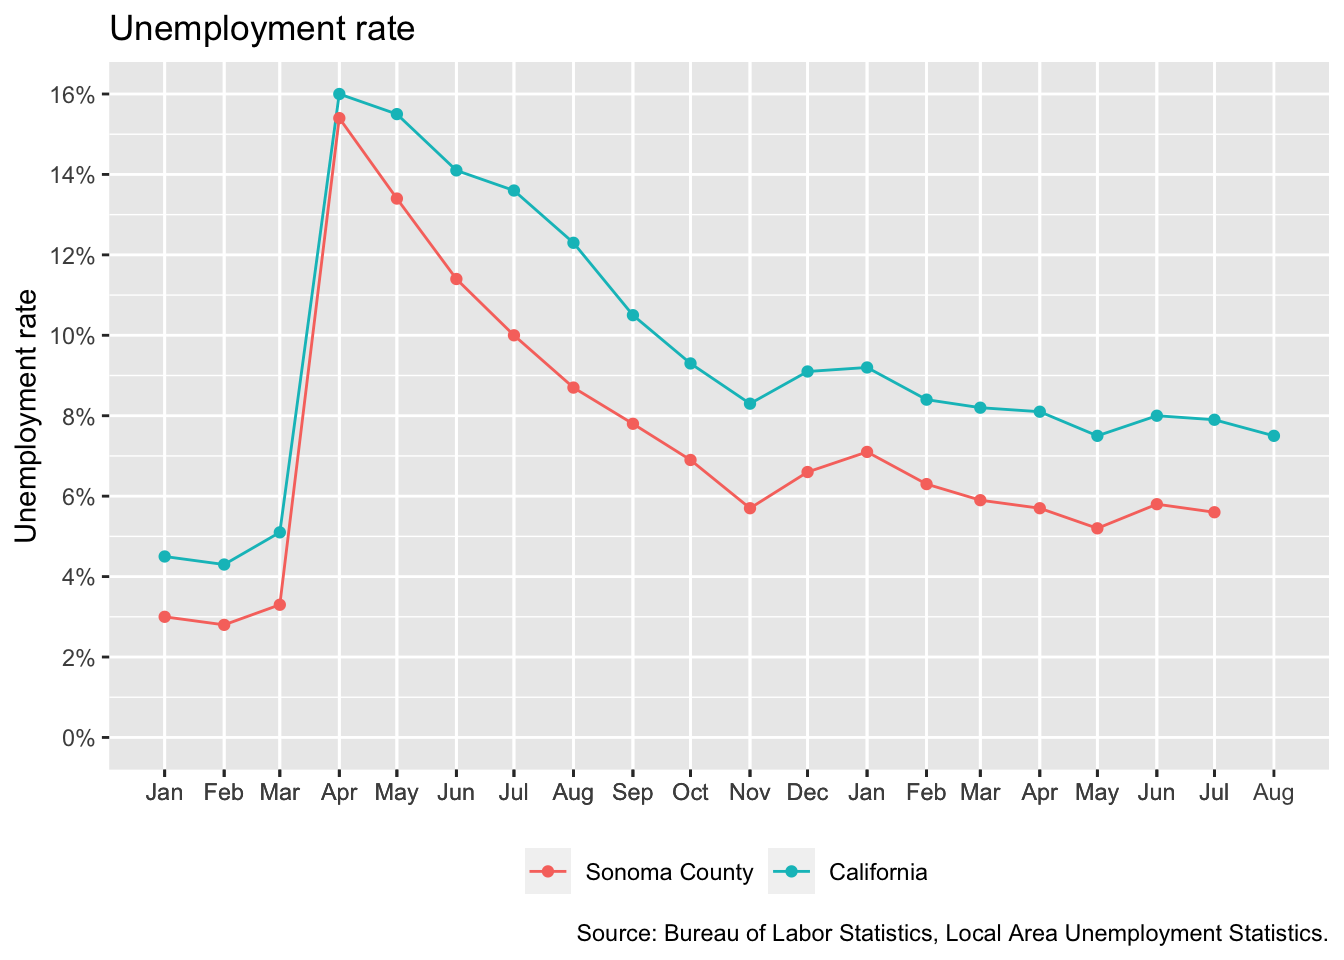 Unemployment rate
Unemployment rate
16%
14%
12%
10%
8%
6%
4%
2%
0%
Jan Feb Mar Apr May Jun Jul Aug Sep Oct Nov Dec Jan Feb Mar Apr May Jun Jul Aug
Sonoma County California
Source: Bureau of Labor Statistics, Local Area Unemployment Statistics.